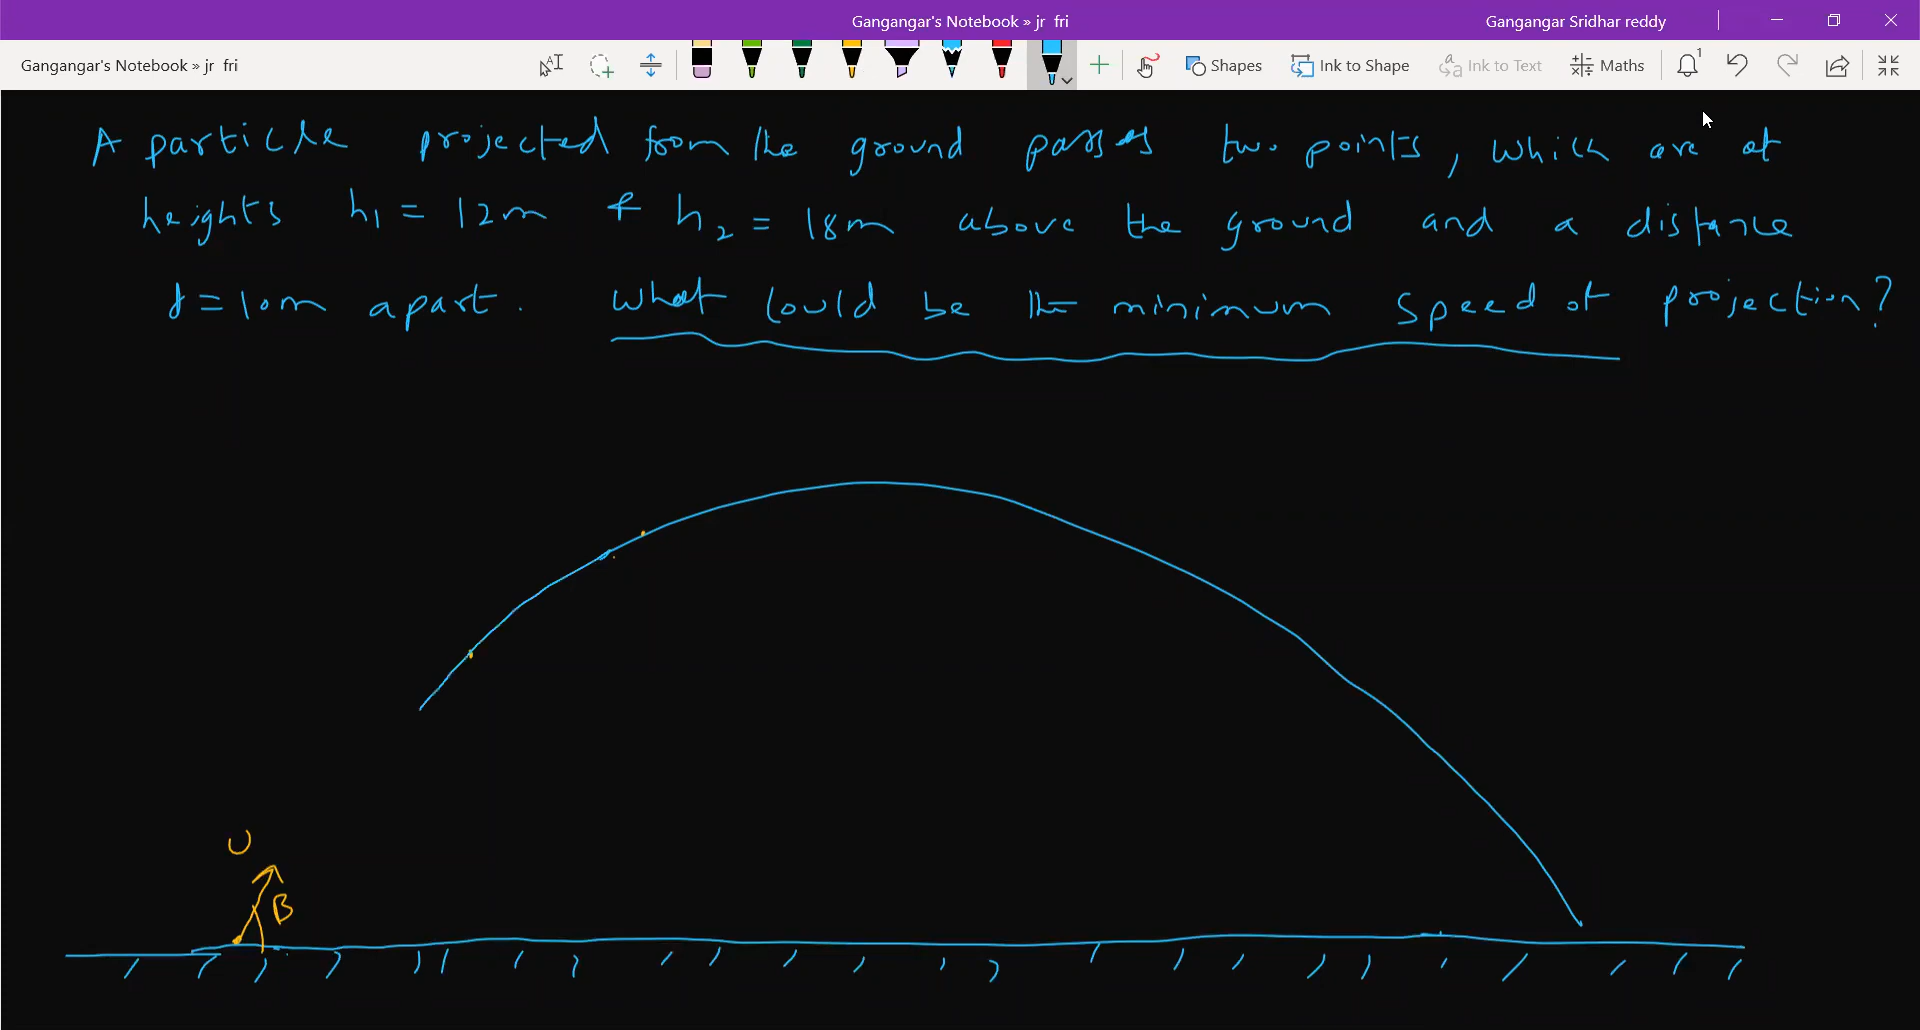 Gangangar's Notebook » jr fri
Gangangar Sridhar reddy
Gangangar's Notebook » jr fri
Shapes
Ink to Shape
Ink to Text
Maths
1
A particle projected from the ground passes two points, which are at
heights h₁ = 12m & h₂ = 18m above the ground and a distance
d = 10m apart. What could be the minimum speed of projection?
U
β